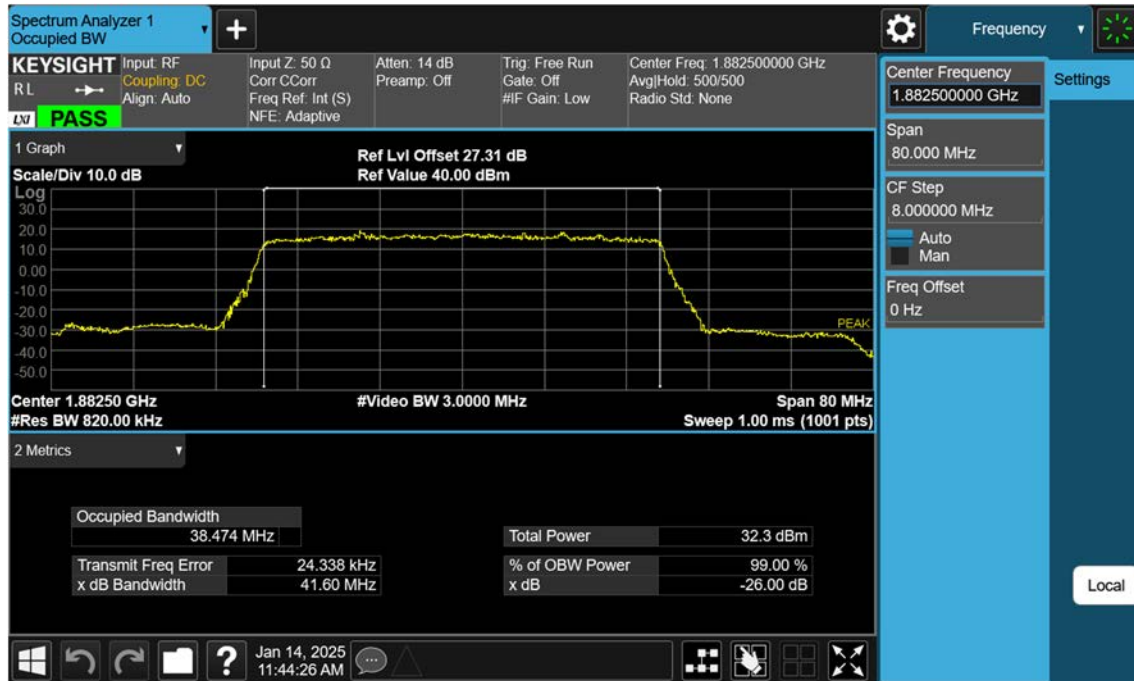 Spectrum Analyzer 1
Occupied BW
+
Frequency
KEYSIGHT
R L
LXI PASS
Input: RF
Coupling: DC
Align: Auto
Input Z: 50 Ω
Corr CCorr
Freq Ref: Int (S)
NFE: Adaptive
Atten: 14 dB
Preamp: Off
Trig: Free Run
Gate: Off
#IF Gain: Low
Center Freq: 1.882500000 GHz
Avg|Hold: 500/500
Radio Std: None
1 Graph
Scale/Div 10.0 dB
Ref Lvl Offset 27.31 dB
Ref Value 40.00 dBm
Log
30.0
20.0
10.0
0.00
-10.0
-20.0
-30.0
-40.0
-50.0
PEAK
Center 1.88250 GHz
#Video BW 3.0000 MHz
Span 80 MHz
#Res BW 820.00 kHz
Sweep 1.00 ms (1001 pts)
2 Metrics
Occupied Bandwidth
38.474 MHz
Total Power 32.3 dBm
Transmit Freq Error 24.338 kHz
% of OBW Power 99.00 %
x dB Bandwidth 41.60 MHz
x dB -26.00 dB
Center Frequency
1.882500000 GHz
Span
80.000 MHz
CF Step
8.000000 MHz
Auto
Man
Freq Offset
0 Hz
Settings
Local
?
Jan 14, 2025
11:44:26 AM